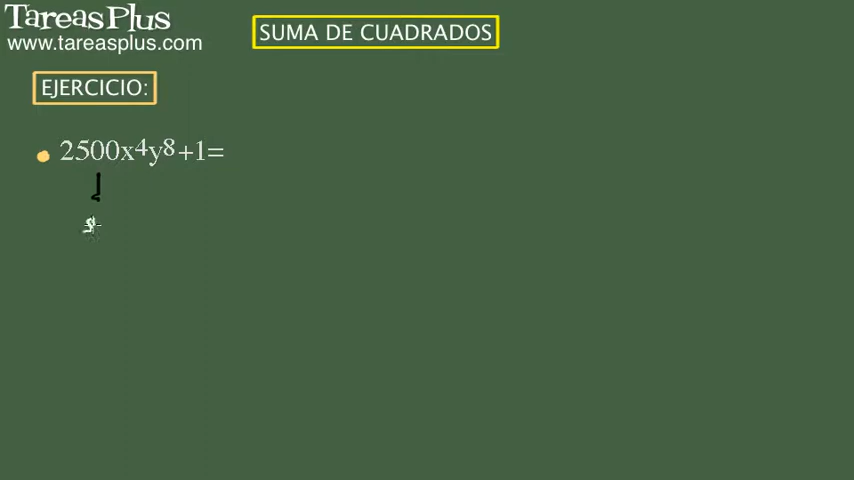 TareasPlus
www.tareasplus.com
SUMA DE CUADRADOS
EJERCICIO:
2500x4y8+1=